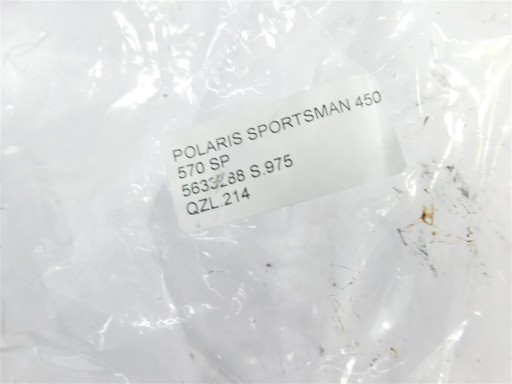 POLARIS SPORTSMAN 450
570 SP
S.975
QZL.214